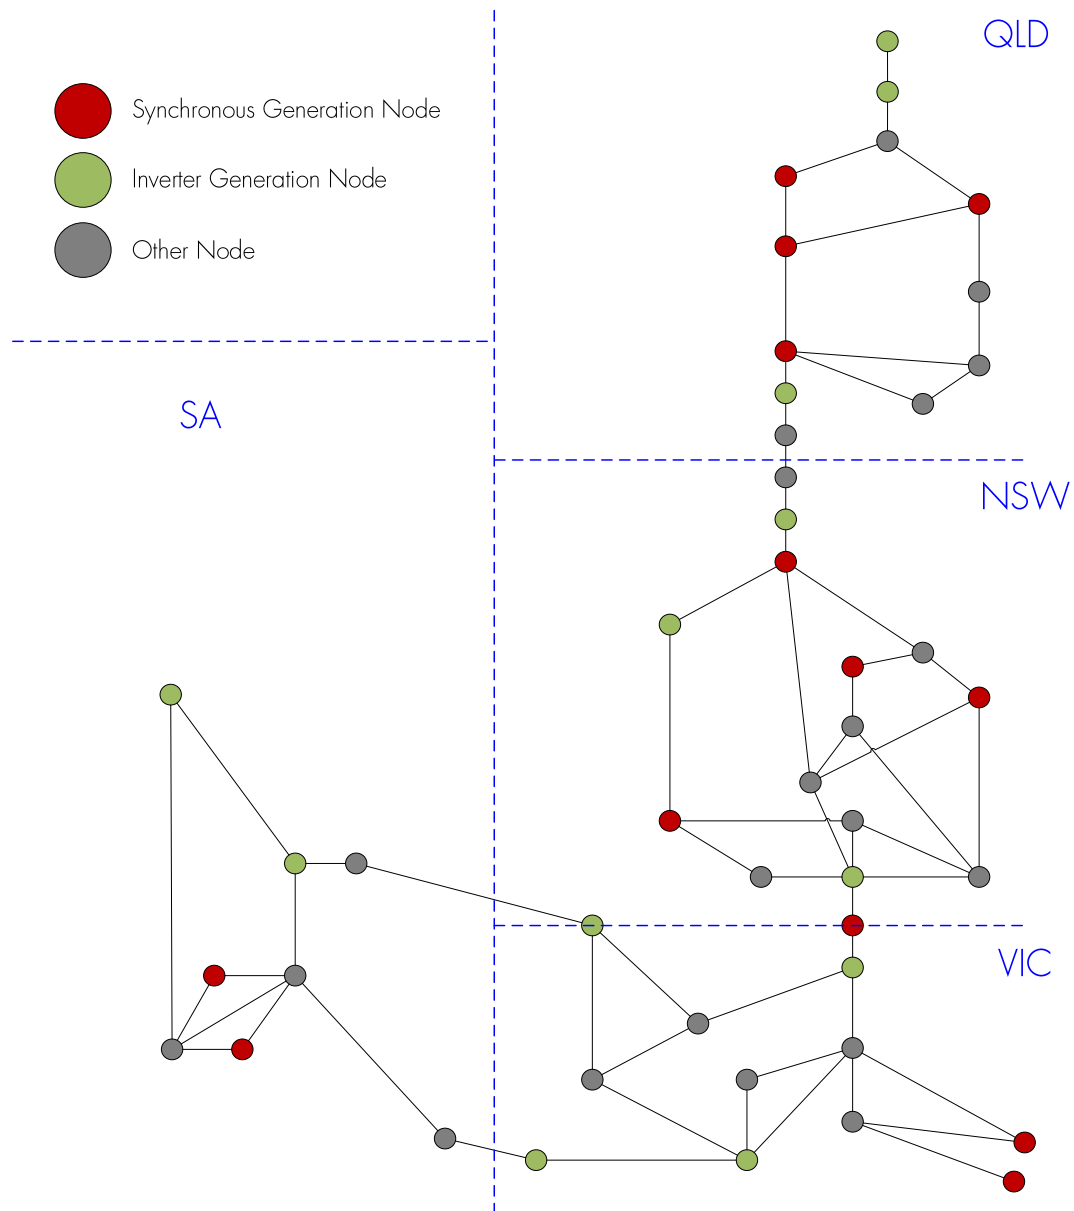 QLD
Synchronous Generation Node
Inverter Generation Node
Other Node
SA
NSW
VIC